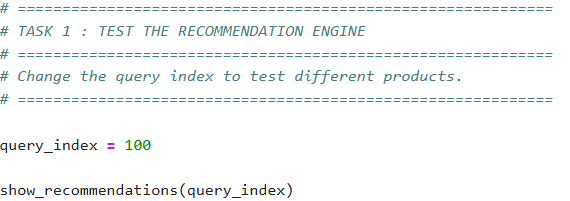 # ============================================================
# TASK 1 : TEST THE RECOMMENDATION ENGINE
# ============================================================
# Change the query index to test different products.
# ============================================================
query_index = 100
show_recommendations(query_index)